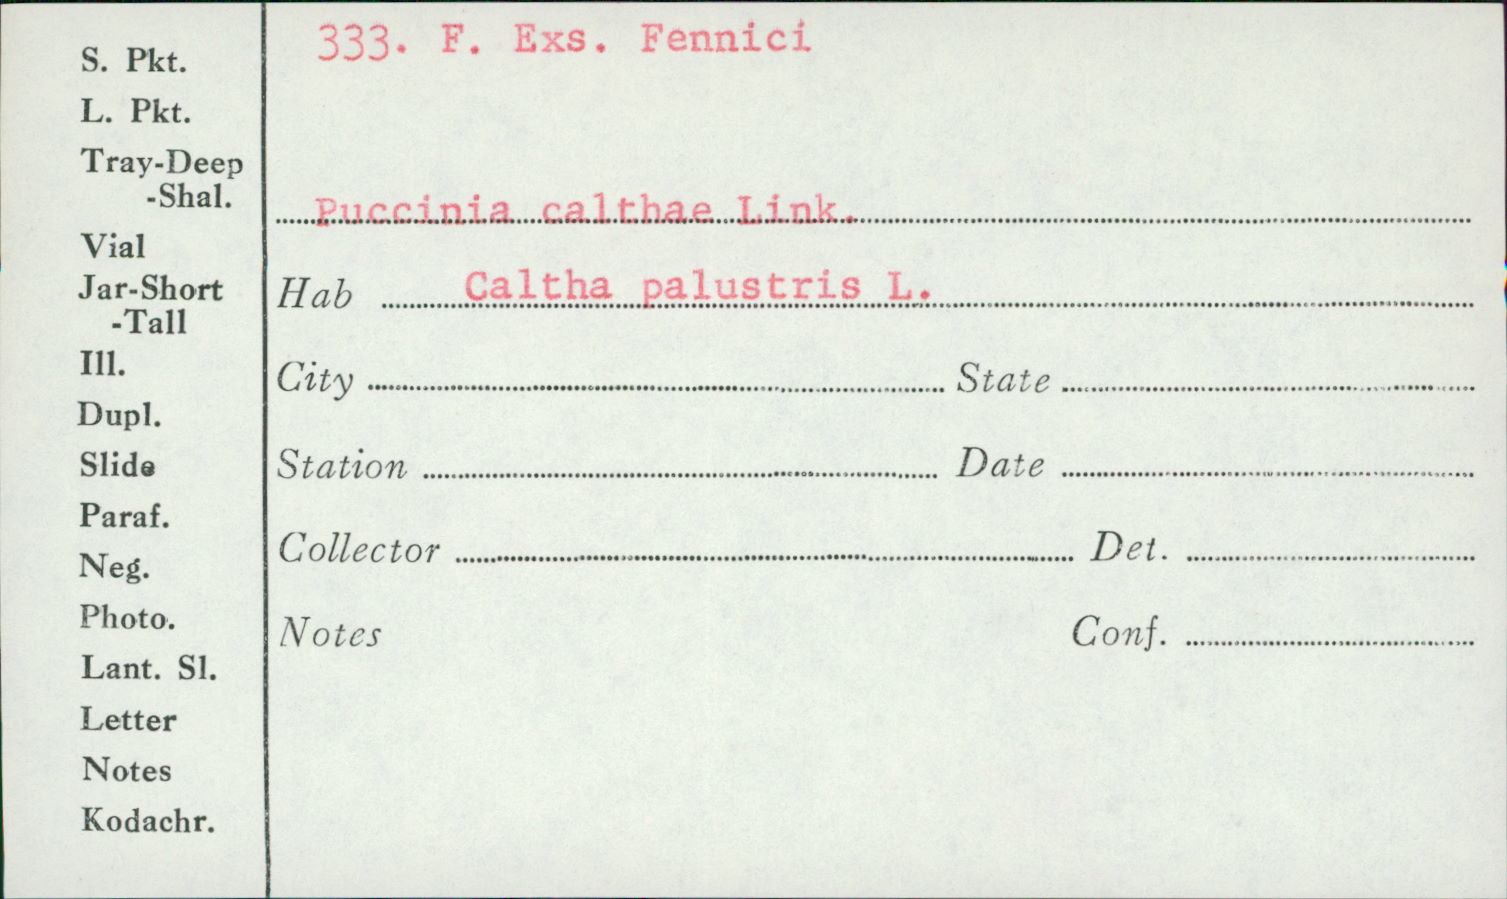 333. F. Exs. Fennici
Puccinia calthae Link.
Hab Caltha palustris L.
City State
Station Date
Collector Det.
Notes Conf.
S. Pkt.
L. Pkt.
Tray-Deep
-Shal.
Vial
Jar-Short
-Tall
Ill.
Dupl.
Slide
Paraf.
Neg.
Photo.
Lant. Sl.
Letter
Notes
Kodachr.